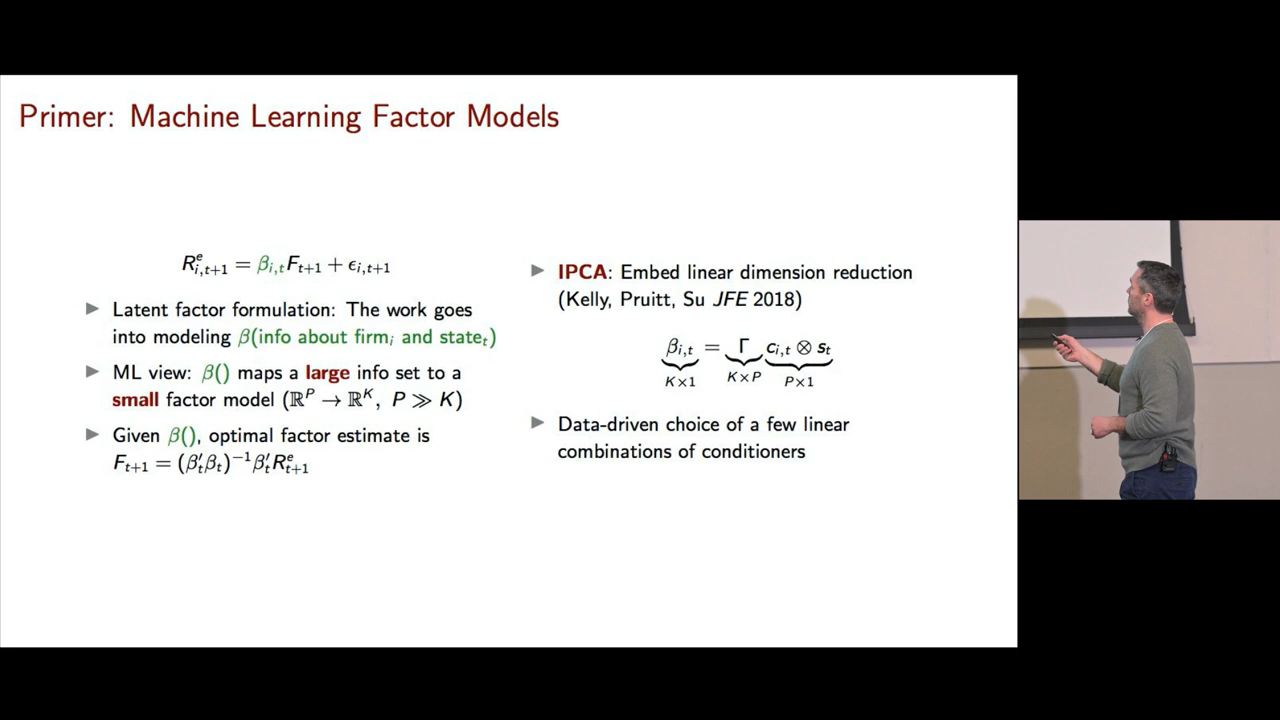 Primer: Machine Learning Factor Models
R^e_{i,t+1} = β_{i,t}F_{t+1} + ϵ_{i,t+1}
▶ Latent factor formulation: The work goes
into modeling β(info about firm_i and state_t)
▶ ML view: β() maps a large info set to a
small factor model (ℝ^P → ℝ^K, P ≫ K)
▶ Given β(), optimal factor estimate is
F_{t+1} = (β′_tβ_t)^{−1}β′_tR^e_{t+1}
▶ IPCA: Embed linear dimension reduction
(Kelly, Pruitt, Su JFE 2018)
β_{i,t} = Γ c_{i,t} ⊗ s_t
K×1 K×P P×1
▶ Data-driven choice of a few linear
combinations of conditioners